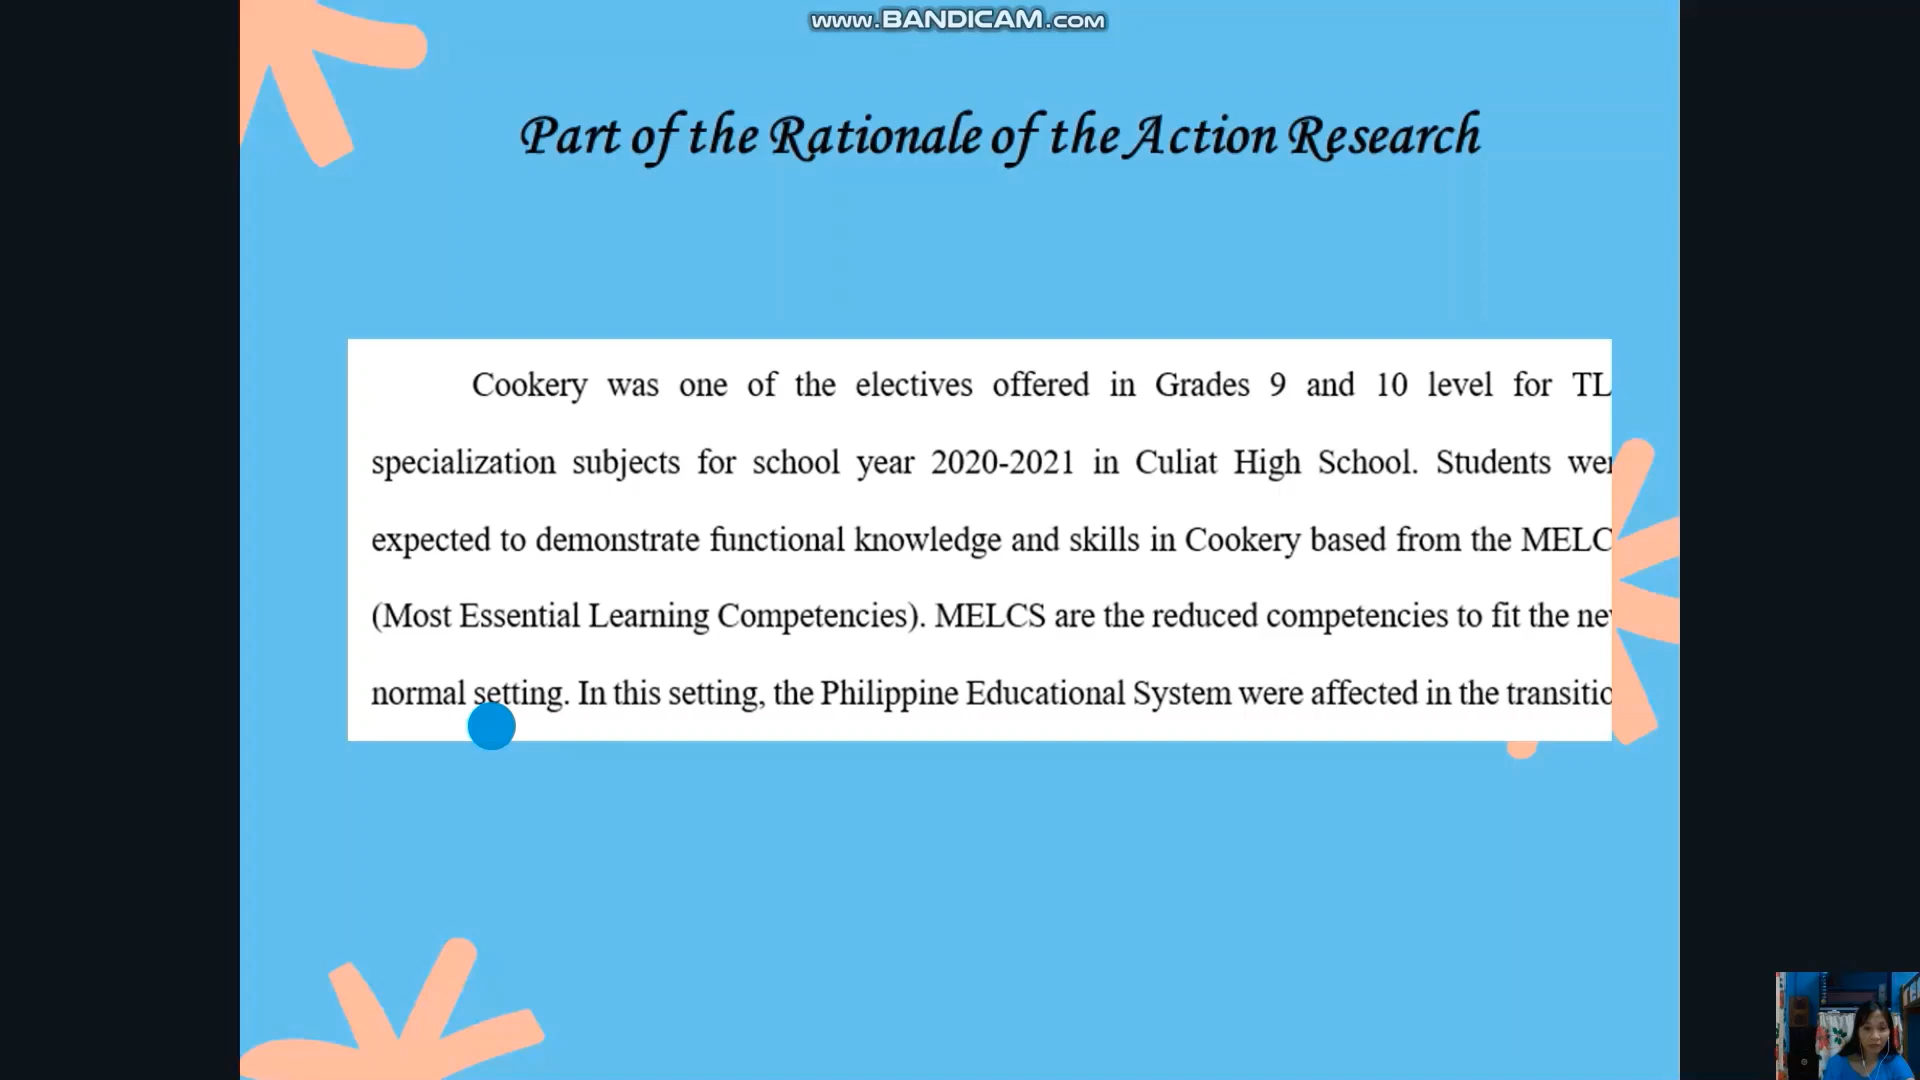 www.BANDICAM.com
Part of the Rationale of the Action Research
Cookery was one of the electives offered in Grades 9 and 10 level for TL
specialization subjects for school year 2020-2021 in Culiat High School. Students wer
expected to demonstrate functional knowledge and skills in Cookery based from the MELC
(Most Essential Learning Competencies). MELCS are the reduced competencies to fit the ne
normal setting. In this setting, the Philippine Educational System were affected in the transitio